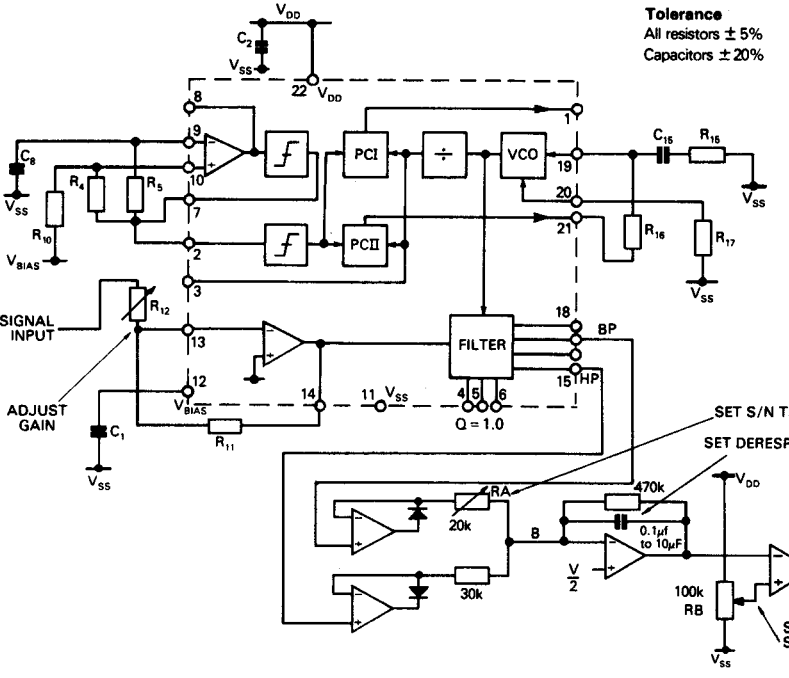 Tolerance
All resistors ± 5%
Capacitors ± 20%
VDD
C2
VSS
22 VDD
8
9
10
7
2
3
13
12
14
11 VSS
1
19
20
21
18
15
4 5 6
Q = 1.0
PCI
÷
VCO
PCII
FILTER
BP
HP
C8
VSS
R4
R5
R10
VBIAS
SIGNAL
INPUT
R12
ADJUST
GAIN
VBIAS
C1
VSS
R11
C15
R15
VSS
R16
R17
VSS
SET S/N T
SET DERESP
RA
20k
30k
B
470k
0.1µf
to 10µF
V
2
VDD
100k
RB
VSS
S
S